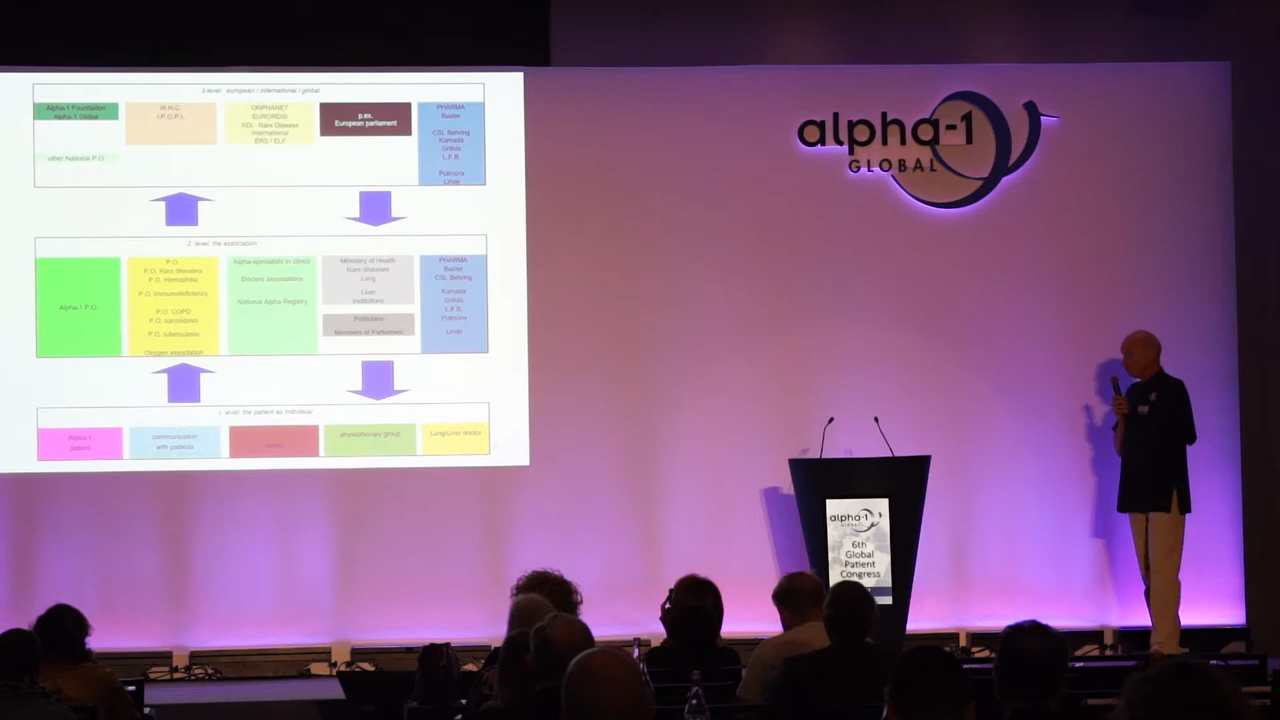 3.level: european / international / global
Alpha-1 Foundation
Alpha-1 Global
other National P.O.
W.H.C.
I.P.O.P.I.
ORPHANET
EURORDIS
RDI : Rare Disease
International
ERS / ELF
p.ex.
European parliament
PHARMA
Baxter
CSL Behring
Kamada
Grifols
L.F.B.
Pulmona
Linde
2. level: the association
Alpha-1 P.O.
P.O.
P.O. Rare diseases
P.O. Hemophilia
P.O. Immunodeficiency
P.O. COPD
P.O. sarcoidosis
P.O. tuberculosis
Oxygen association
Alpha-specialists in clinics
Doctors associations
National Alpha Registry
Ministery of Health
Rare diseases
Lung
Liver
Institutions
Politicians
Members of Parliament
PHARMA
Baxter
CSL Behring
Kamada
Grifols
L.F.B.
Pulmona
Linde
1. level: the patient as individual
Alpha-1
patient
communication
with patients
physiotherapy group
Lung/Liver doctor
alpha-1
GLOBAL
alpha-1
GLOBAL
6th
Global
Patient
Congress